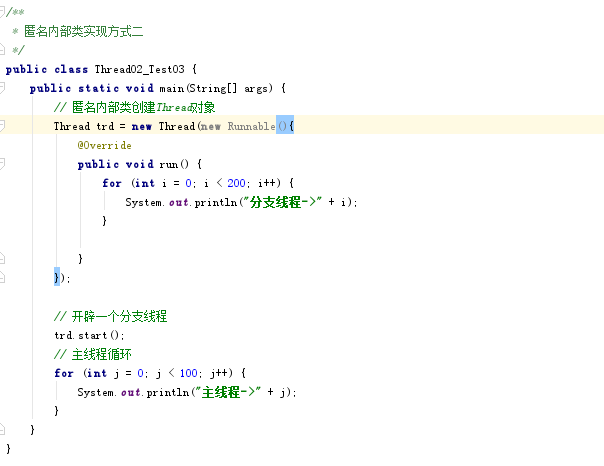 /**
 * 匿名内部类实现方式二
 */
public class Thread02_Test03 {
    public static void main(String[] args) {
        // 匿名内部类创建Thread对象
        Thread trd = new Thread(new Runnable(){
            @Override
            public void run() {
                for (int i = 0; i < 200; i++) {
                    System.out.println("分支线程->" + i);
                }

            }
        });

        // 开辟一个分支线程
        trd.start();
        // 主线程循环
        for (int j = 0; j < 100; j++) {
            System.out.println("主线程->" + j);
        }
    }
}